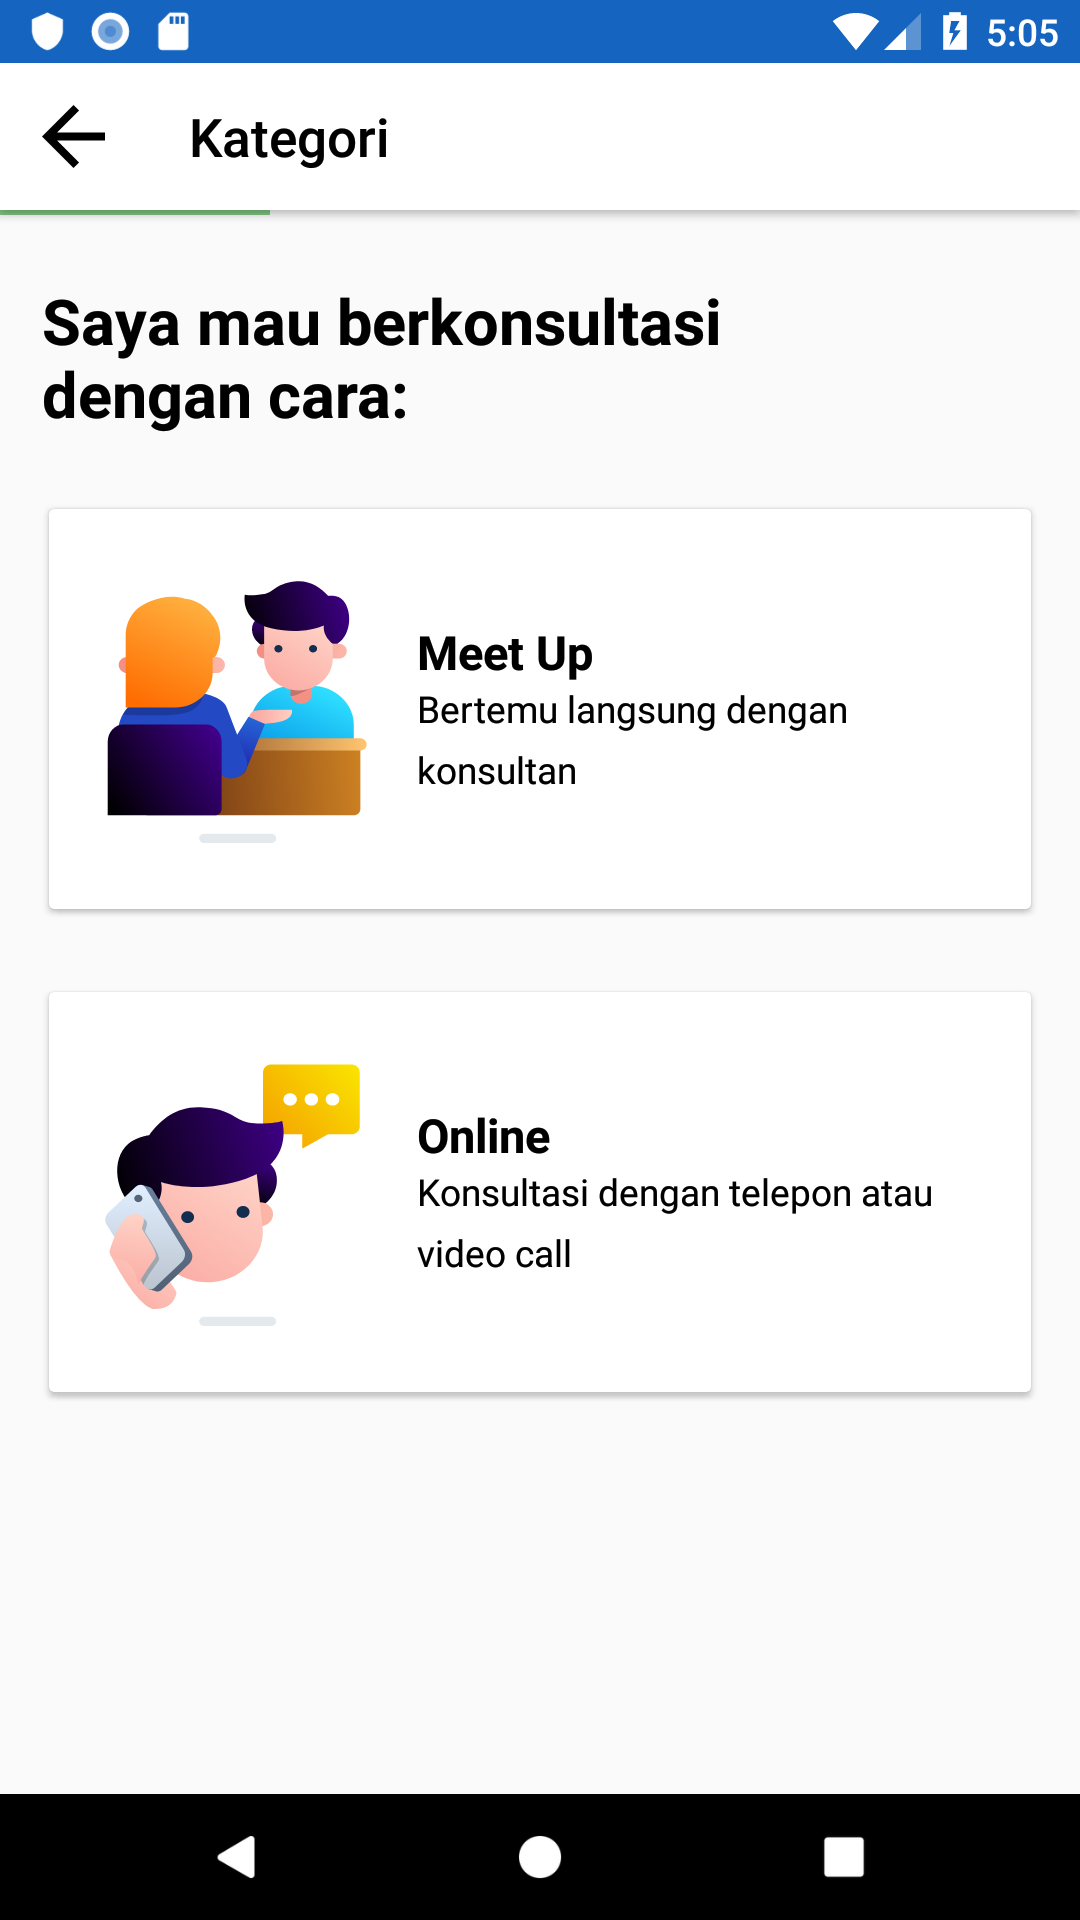 5:05
Kategori
Saya mau berkonsultasi
dengan cara:
Meet Up
Bertemu langsung dengan
konsultan
Online
Konsultasi dengan telepon atau
video call